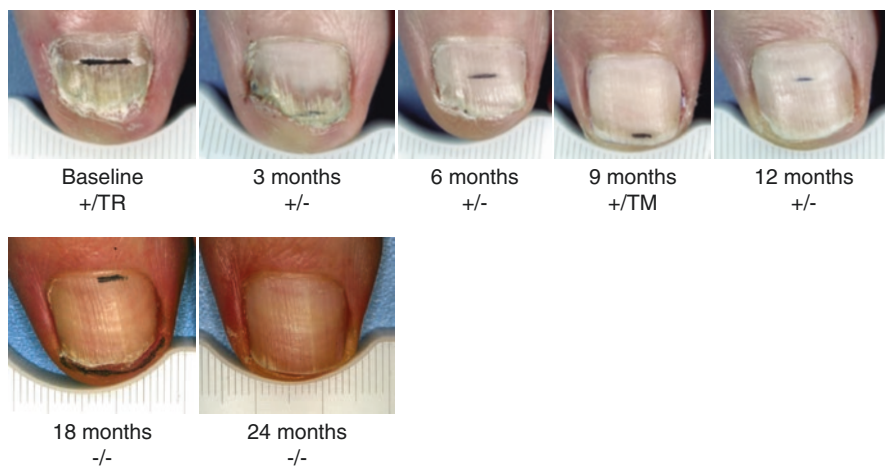 Baseline
+/TR
3 months
+/-
6 months
+/-
9 months
+/TM
12 months
+/-
18 months
-/-
24 months
-/-